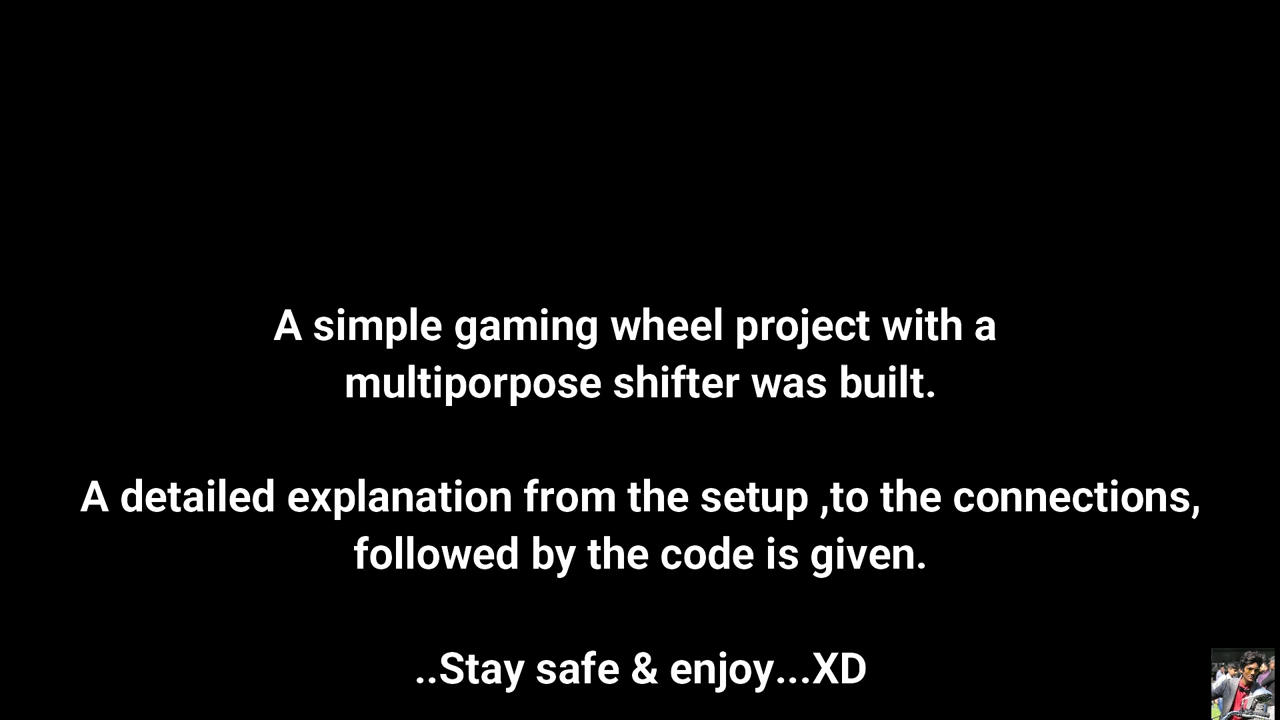 A simple gaming wheel project with a
multiporpose shifter was built.
A detailed explanation from the setup ,to the connections,
followed by the code is given.
..Stay safe & enjoy...XD